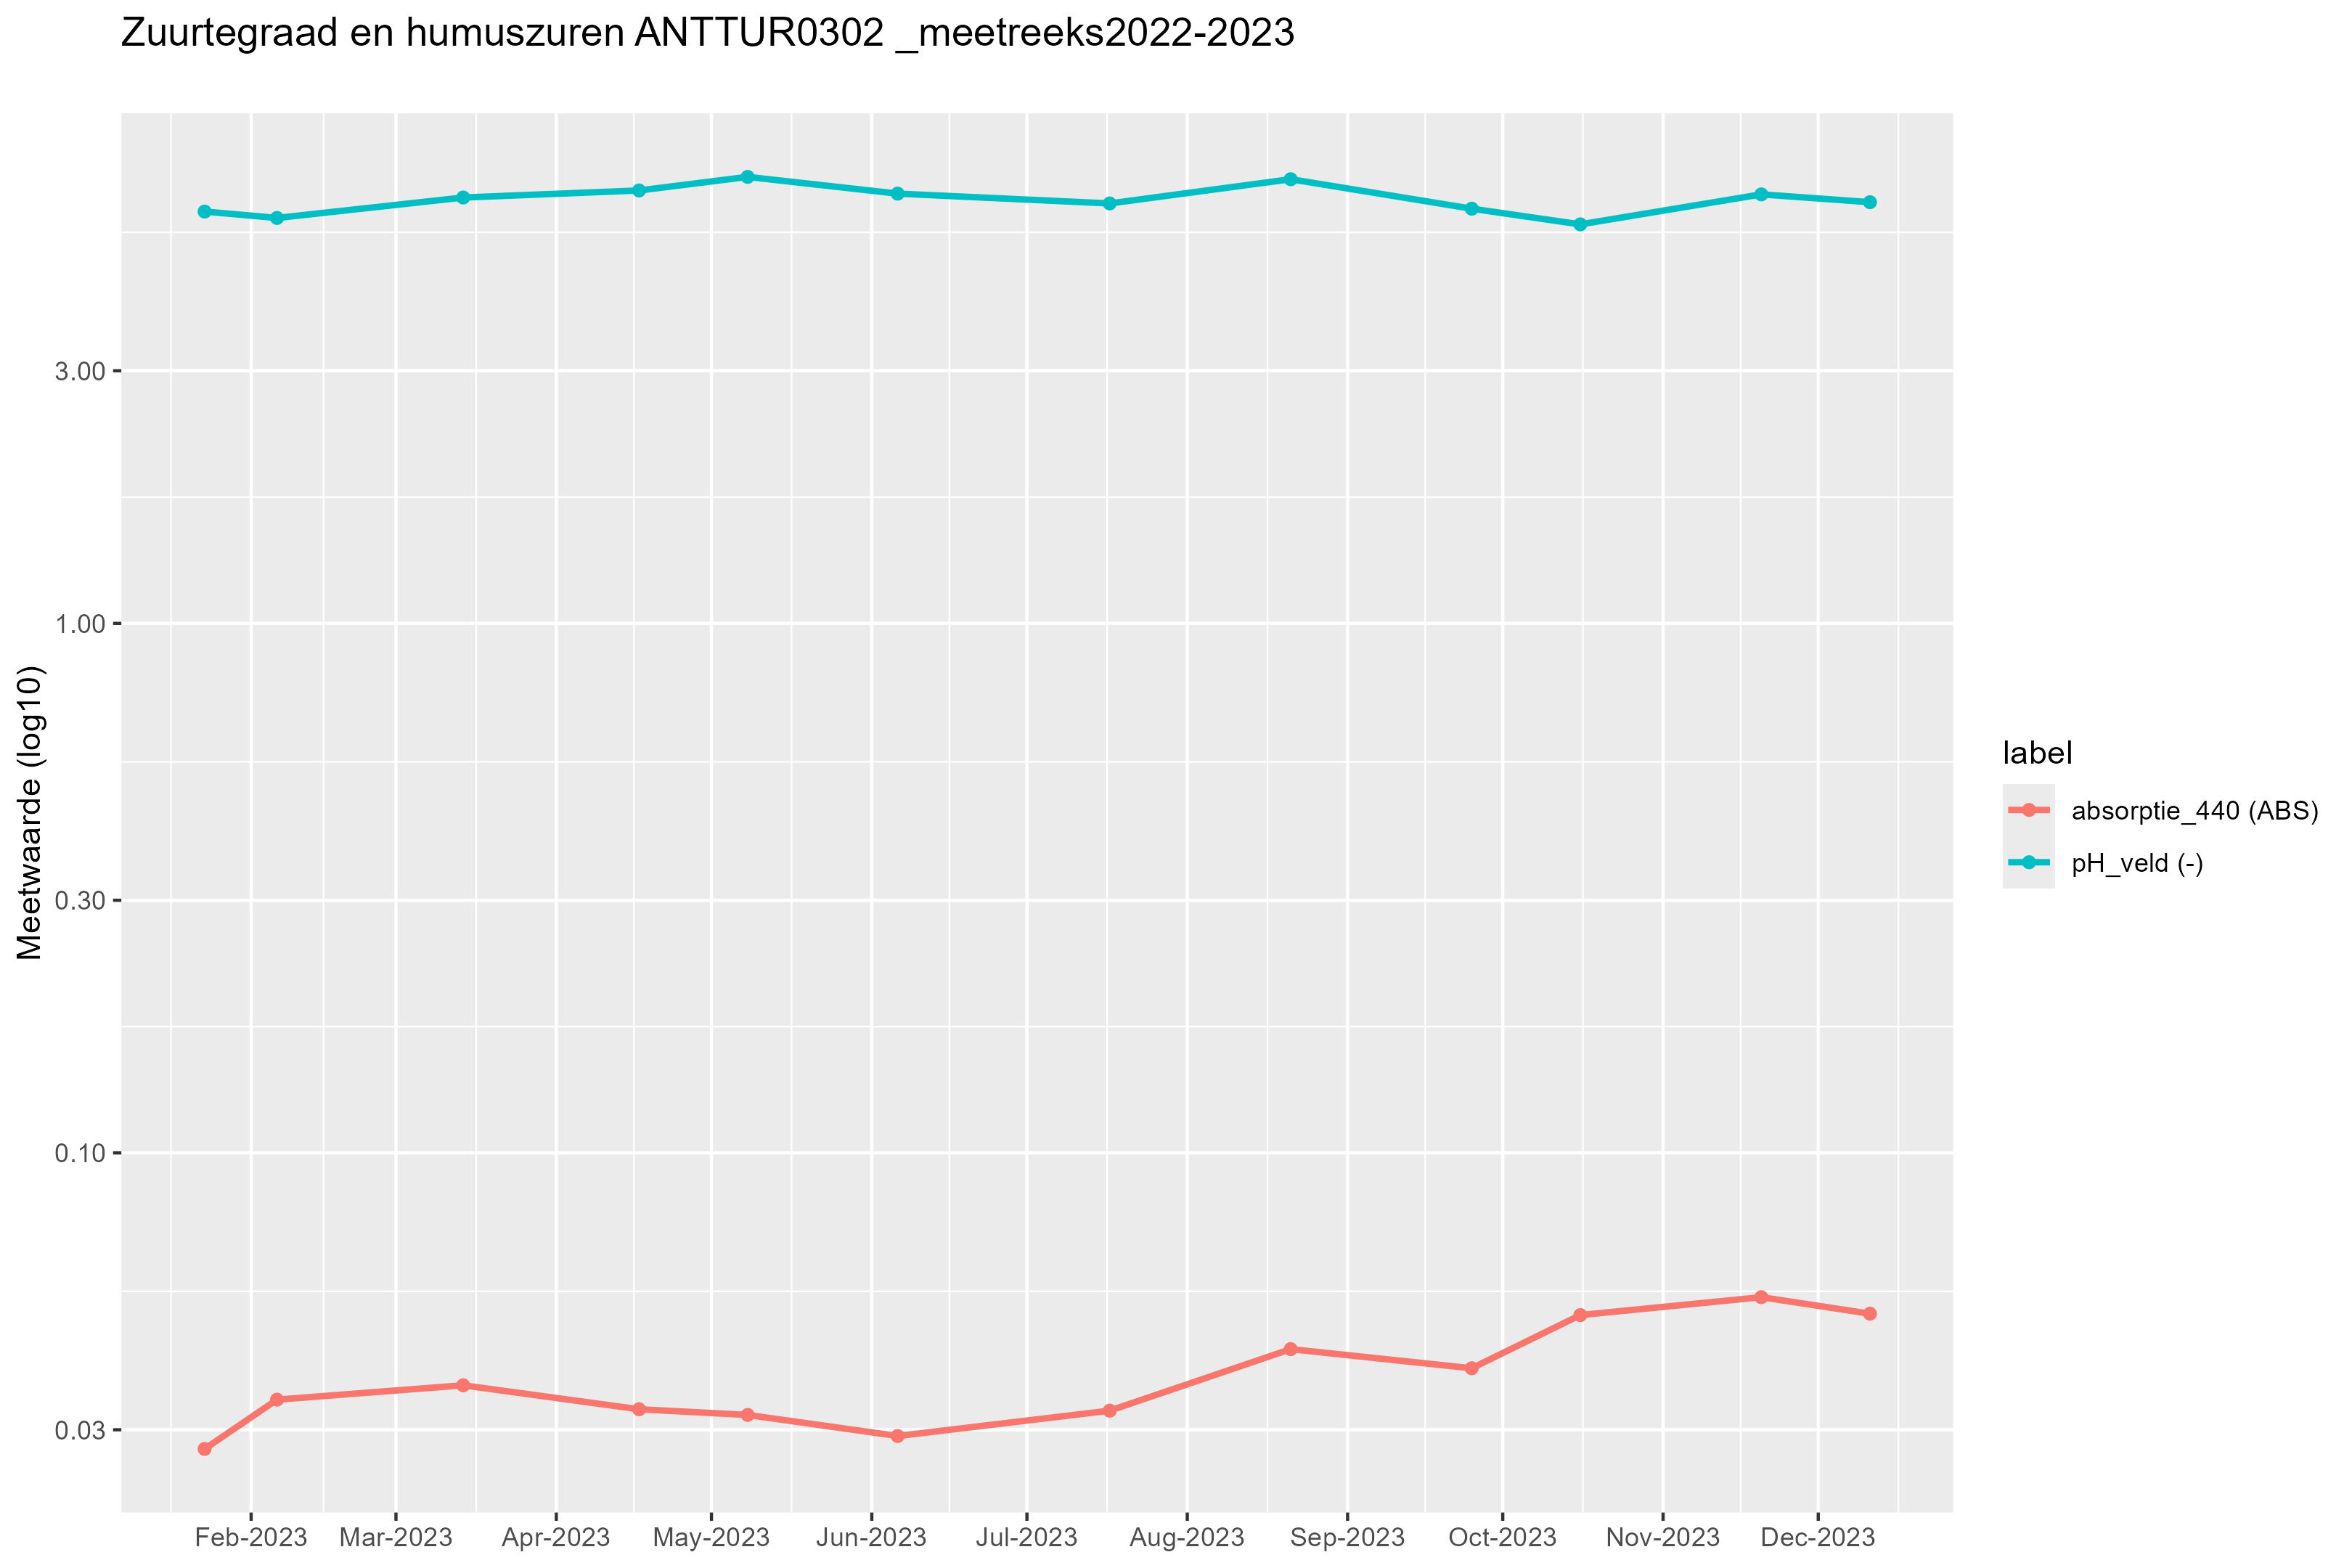 Zuurtegraad en humuszuren ANTTUR0302 _meetreeks2022-2023
Meetwaarde (log10)
3.00
1.00
0.30
0.10
0.03
Feb-2023
Mar-2023
Apr-2023
May-2023
Jun-2023
Jul-2023
Aug-2023
Sep-2023
Oct-2023
Nov-2023
Dec-2023
label
absorptie_440 (ABS)
pH_veld (-)